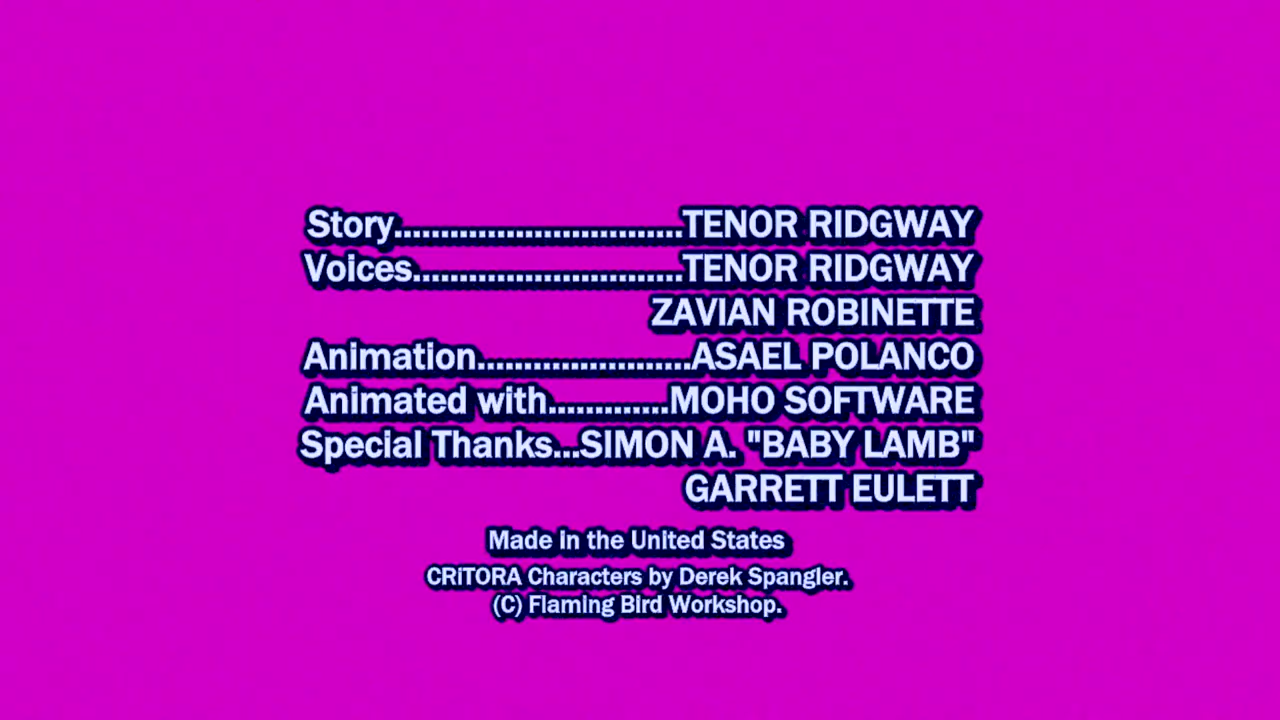 Story...............................TENOR RIDGWAY
Voices.............................TENOR RIDGWAY
ZAVIAN ROBINETTE
Animation.......................ASAEL POLANCO
Animated with.............MOHO SOFTWARE
Special Thanks...SIMON A. "BABY LAMB"
GARRETT EULETT
Made in the United States
CRiTORA Characters by Derek Spangler.
(C) Flaming Bird Workshop.